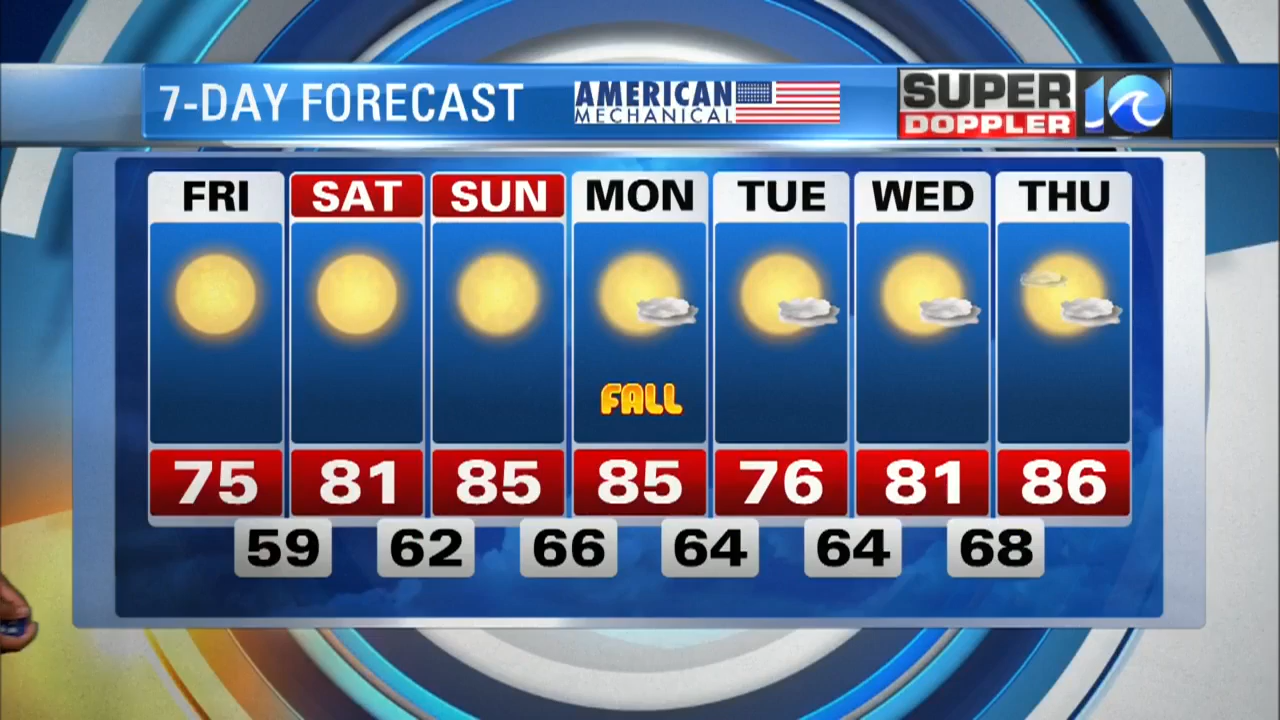 7-DAY FORECAST
AMERICAN
MECHANICAL
SUPER
DOPPLER
10
FRI SAT SUN MON TUE WED THU
FALL
75 81 85 85 76 81 86
59 62 66 64 64 68